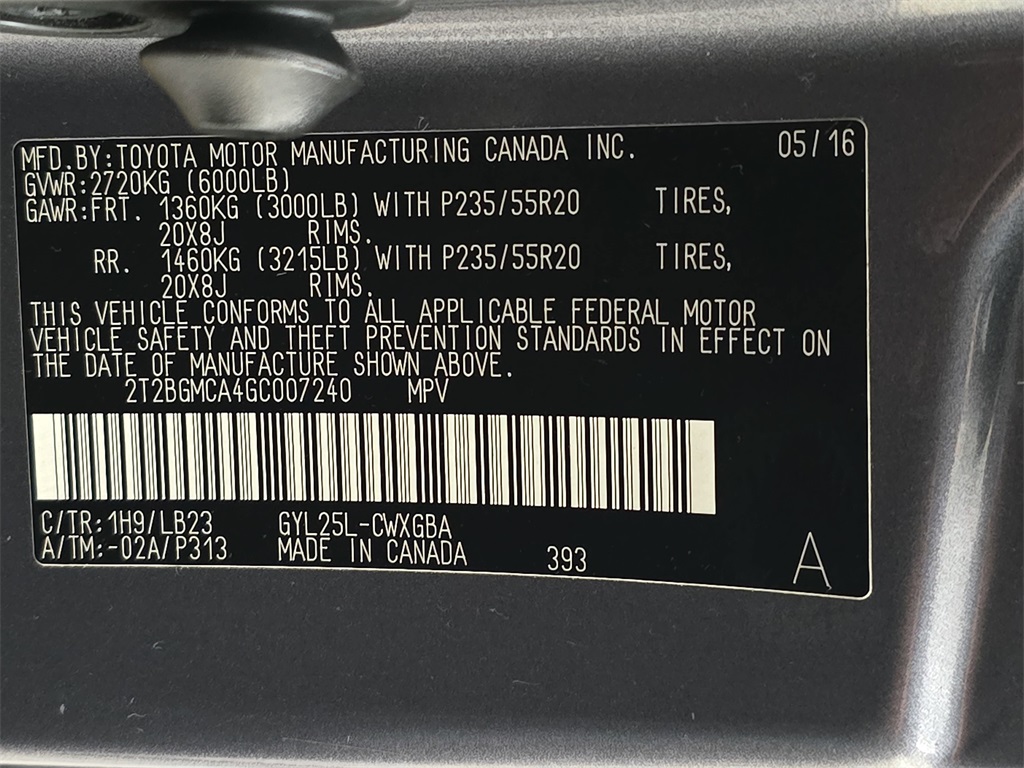 MFD.BY:TOYOTA MOTOR MANUFACTURING CANADA INC. 05/16
GVWR:2720KG (6000LB)
GAWR:FRT. 1360KG (3000LB) WITH P235/55R20 TIRES,
20X8J RIMS.
RR. 1460KG (3215LB) WITH P235/55R20 TIRES,
20X8J RIMS.
THIS VEHICLE CONFORMS TO ALL APPLICABLE FEDERAL MOTOR
VEHICLE SAFETY AND THEFT PREVENTION STANDARDS IN EFFECT ON
THE DATE OF MANUFACTURE SHOWN ABOVE.
2T2BGMCA4GC007240 MPV
C/TR:1H9/LB23 GYL25L-CWXGBA
A/TM:-02A/P313 MADE IN CANADA 393 A